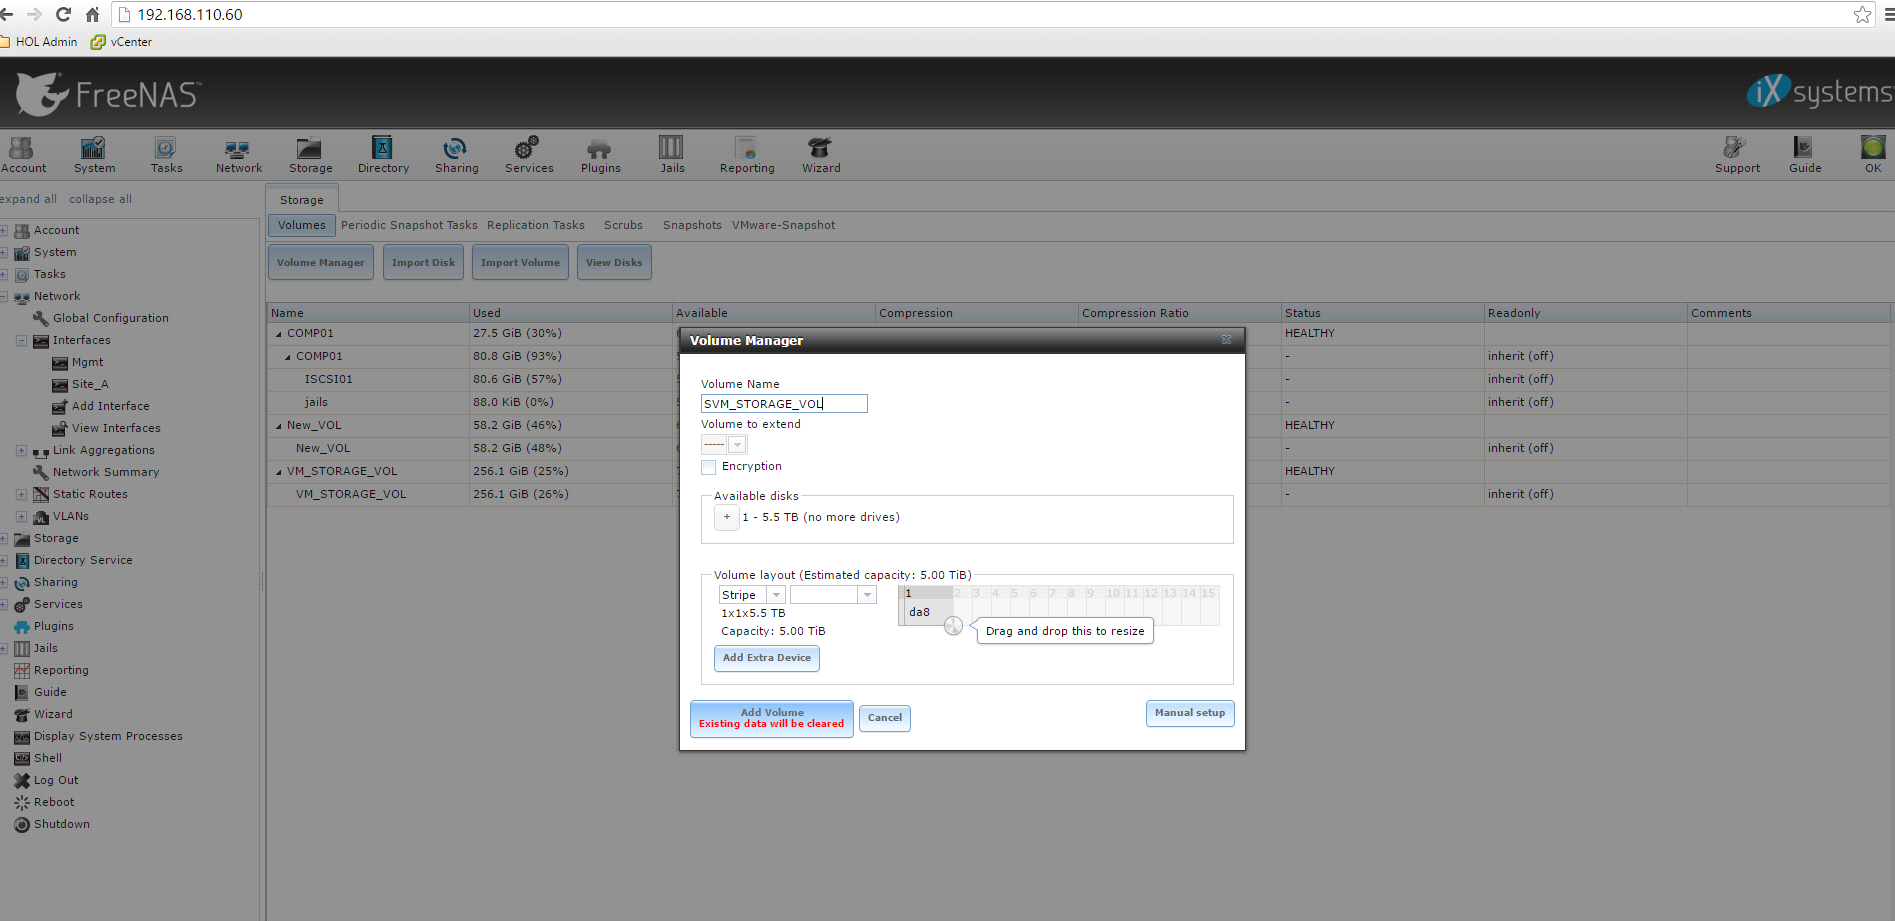 192.168.110.60
HOL Admin vCenter
FreeNAS™ iX systems
Account System Tasks Network Storage Directory Sharing Services Plugins Jails Reporting Wizard Support Guide OK
expand all collapse all
Storage
Volumes Periodic Snapshot Tasks Replication Tasks Scrubs Snapshots VMware-Snapshot
Volume Manager Import Disk Import Volume View Disks
Account
System
Tasks
Network
Global Configuration
Interfaces
Mgmt
Site_A
Add Interface
View Interfaces
Link Aggregations
Network Summary
Static Routes
VLANs
Storage
Directory Service
Sharing
Services
Plugins
Jails
Reporting
Guide
Wizard
Display System Processes
Shell
Log Out
Reboot
Shutdown
Name Used Available Compression Compression Ratio Status Readonly Comments
COMP01 27.5 GiB (30%) HEALTHY
COMP01 80.8 GiB (93%) - inherit (off)
ISCSI01 80.6 GiB (57%) - inherit (off)
jails 88.0 KiB (0%) - inherit (off)
New_VOL 58.2 GiB (46%) HEALTHY
New_VOL 58.2 GiB (48%) - inherit (off)
VM_STORAGE_VOL 256.1 GiB (25%) HEALTHY
VM_STORAGE_VOL 256.1 GiB (26%) - inherit (off)
Volume Manager
Volume Name
SVM_STORAGE_VOL
Volume to extend
-----
Encryption
Available disks
+ 1 - 5.5 TB (no more drives)
Volume layout (Estimated capacity: 5.00 TiB)
Stripe
1x1x5.5 TB
Capacity: 5.00 TiB
1 2 3 4 5 6 7 8 9 10 11 12 13 14 15
da8
Drag and drop this to resize
Add Extra Device
Add Volume
Existing data will be cleared
Cancel
Manual setup